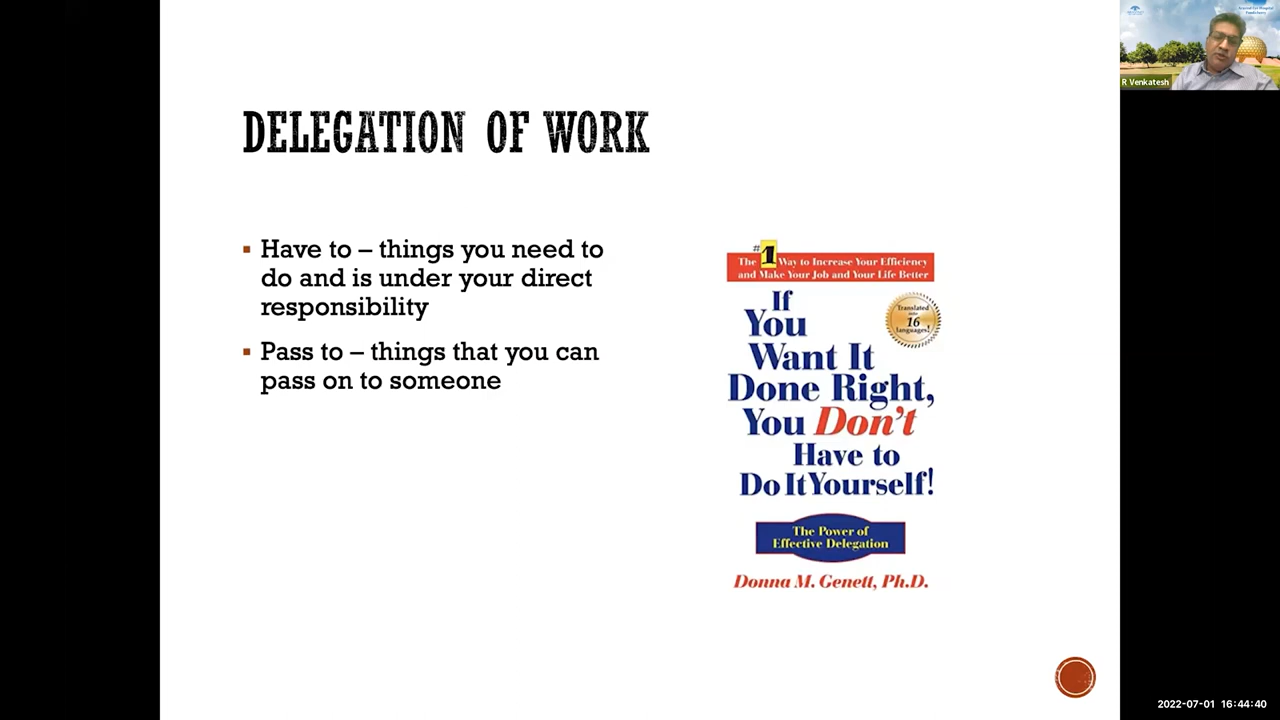 DELEGATION OF WORK
Have to – things you need to
do and is under your direct
responsibility
Pass to – things that you can
pass on to someone
The #1 Way to Increase Your Efficiency
and Make Your Job and Your Life Better
Translated
into
16
languages!
If
You
Want It
Done Right,
You Don't
Have to
Do It Yourself!
The Power of
Effective Delegation
Donna M. Genett, Ph.D.
R Venkatesh
2022-07-01 16:44:40